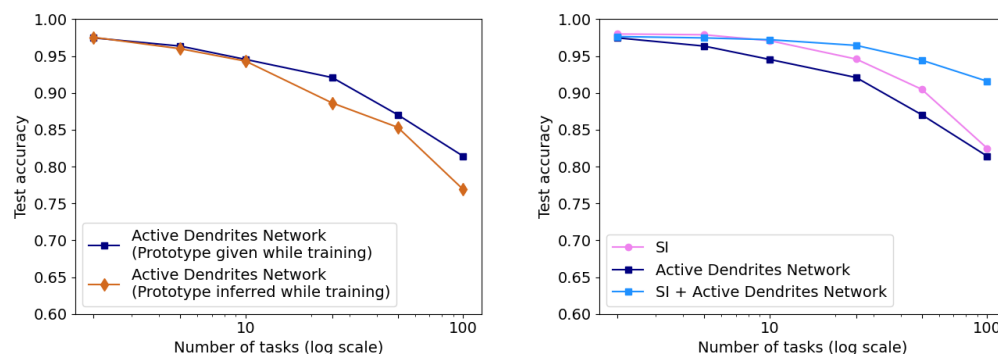 1.00
0.95
0.90
0.85
0.80
0.75
0.70
0.65
0.60
Test accuracy
Active Dendrites Network
(Prototype given while training)
Active Dendrites Network
(Prototype inferred while training)
10
100
Number of tasks (log scale)
1.00
0.95
0.90
0.85
0.80
0.75
0.70
0.65
0.60
Test accuracy
SI
Active Dendrites Network
SI + Active Dendrites Network
10
100
Number of tasks (log scale)